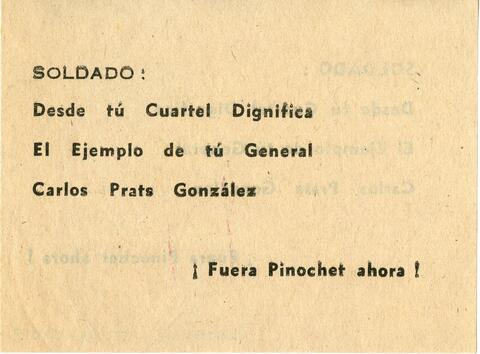 SOLDADO :
Desde tú Cuartel Dignifica
El Ejemplo de tú General
Carlos Prats González
¡ Fuera Pinochet ahora !